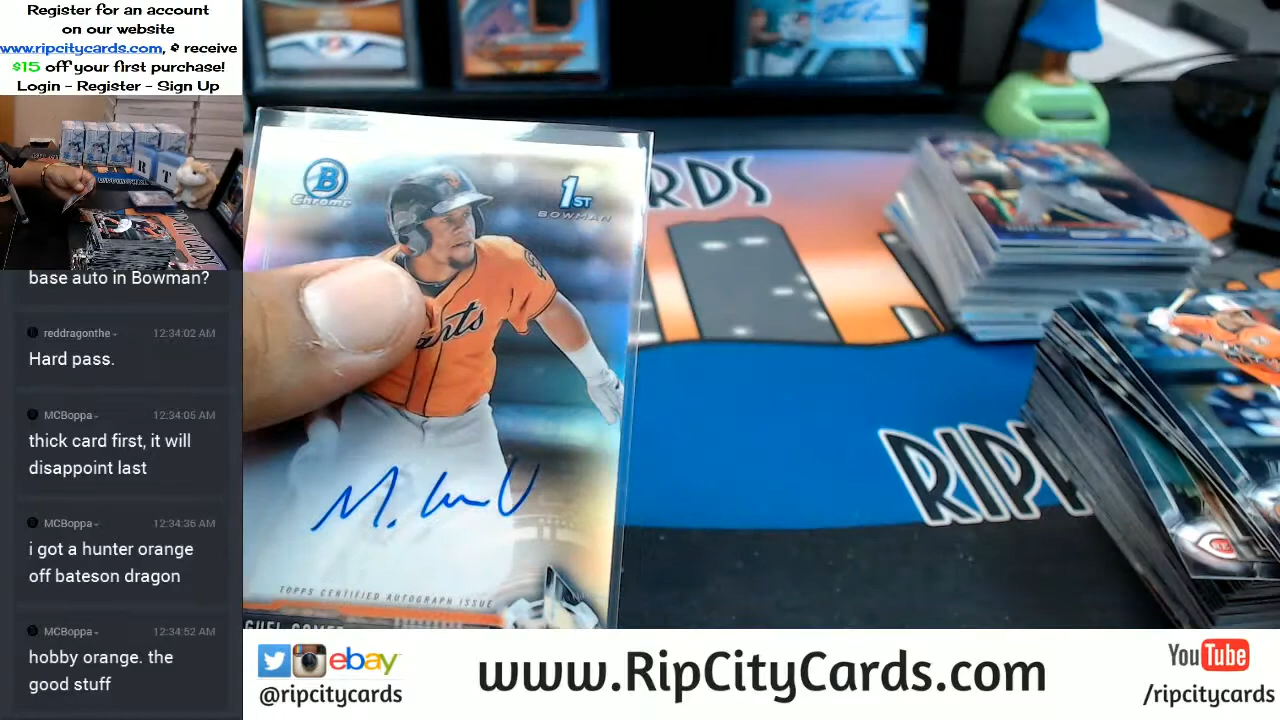 Register for an account
on our website
www.ripcitycards.com, & receive
$15 off your first purchase!
Login - Register - Sign Up
base auto in Bowman?
reddragonthe
12:34:02 AM
Hard pass.
MCBoppa
12:34:05 AM
thick card first, it will
disappoint last
MCBoppa
12:34:36 AM
i got a hunter orange
off bateson dragon
MCBoppa
12:34:52 AM
hobby orange. the
good stuff
B
Chrome
1ST
BOWMAN
ants
TOPPS CERTIFIED AUTOGRAPH ISSUE
RDS
RIPP
R T
ebay
@ripcitycards
www.RipCityCards.com
YouTube
/ripcitycards